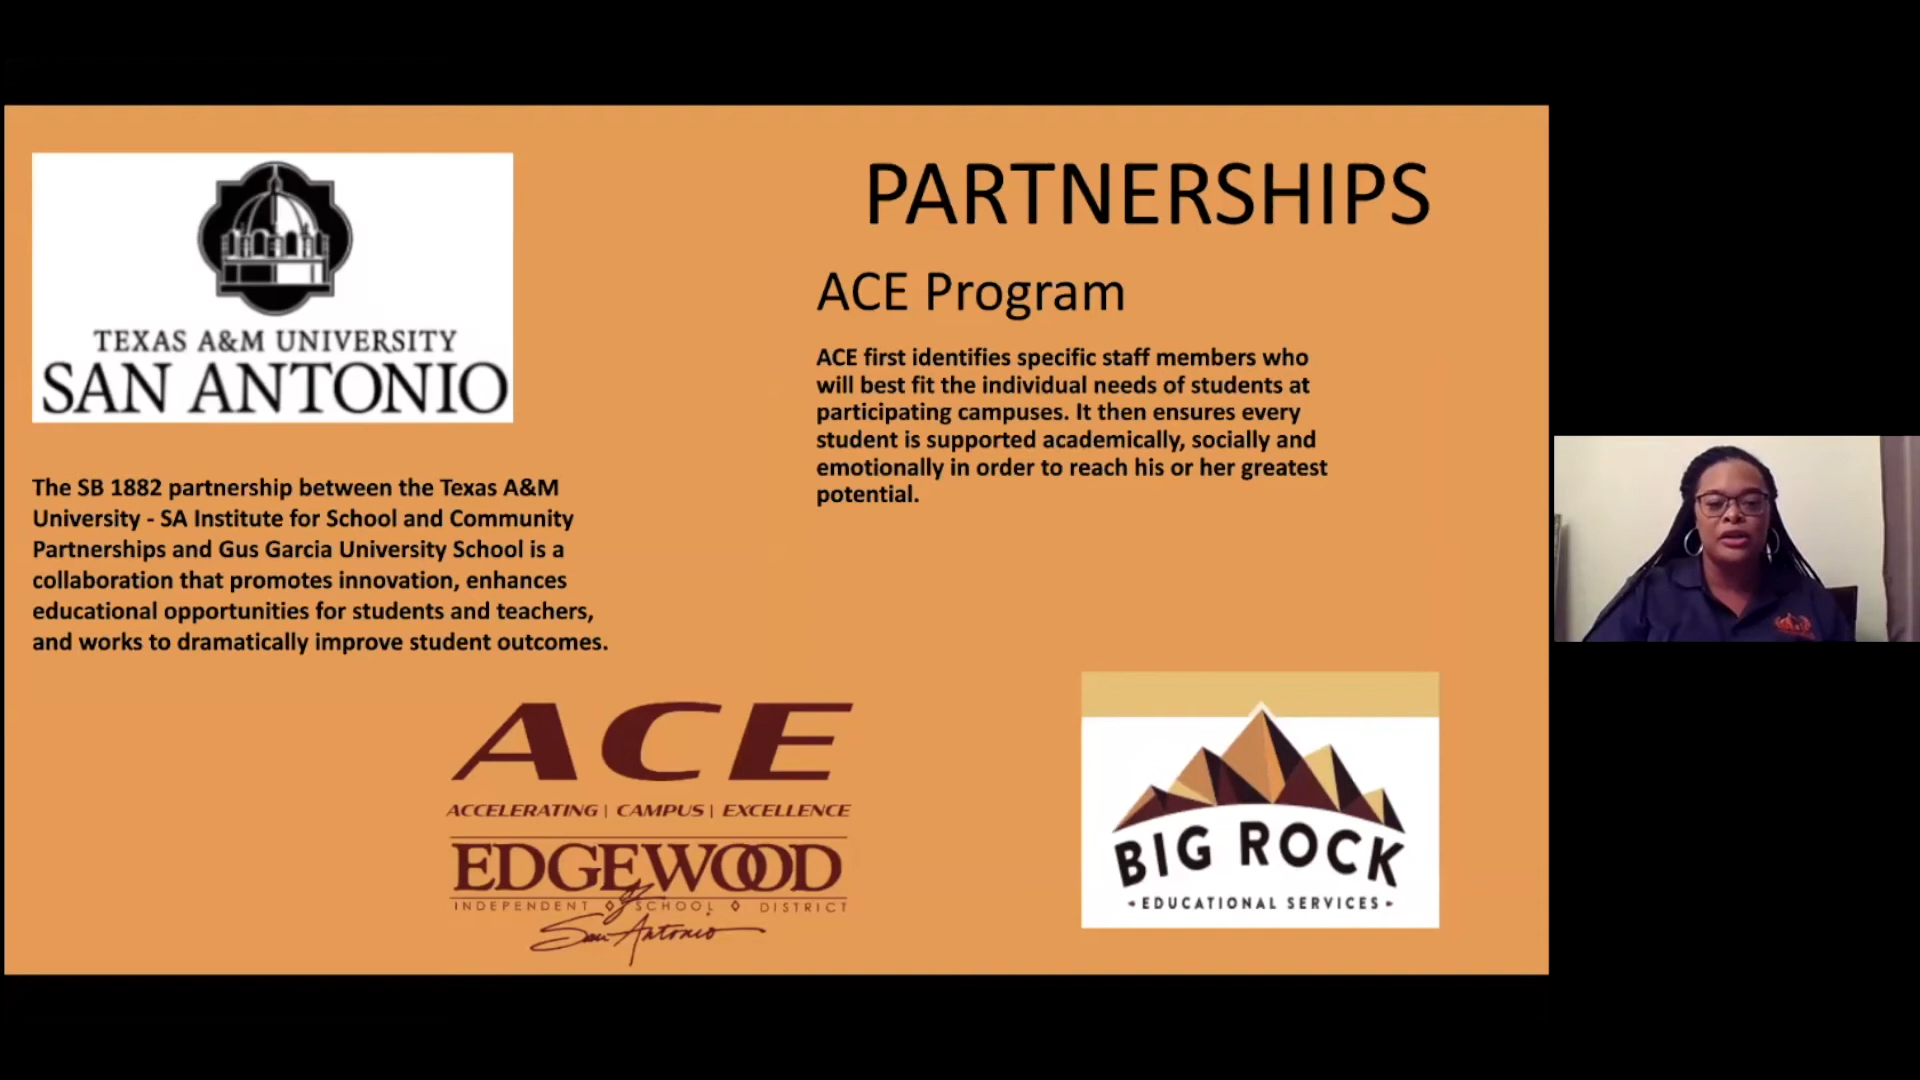 TEXAS A&M UNIVERSITY
SAN ANTONIO
The SB 1882 partnership between the Texas A&M
University - SA Institute for School and Community
Partnerships and Gus Garcia University School is a
collaboration that promotes innovation, enhances
educational opportunities for students and teachers,
and works to dramatically improve student outcomes.
PARTNERSHIPS
ACE Program
ACE first identifies specific staff members who
will best fit the individual needs of students at
participating campuses. It then ensures every
student is supported academically, socially and
emotionally in order to reach his or her greatest
potential.
ACE
ACCELERATING | CAMPUS | EXCELLENCE
EDGEWOOD
INDEPENDENT ◊ SCHOOL ◊ DISTRICT
of
San Antonio
BIG ROCK
EDUCATIONAL SERVICES